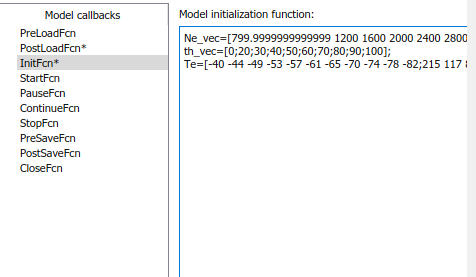 Model callbacks
Model initialization function:
PreLoadFcn
PostLoadFcn*
InitFcn*
StartFcn
PauseFcn
ContinueFcn
StopFcn
PreSaveFcn
PostSaveFcn
CloseFcn
Ne_vec=[799.9999999999999 1200 1600 2000 2400 2800
th_vec=[0;20;30;40;50;60;70;80;90;100];
Te=[-40 -44 -49 -53 -57 -61 -65 -70 -74 -78 -82;215 117